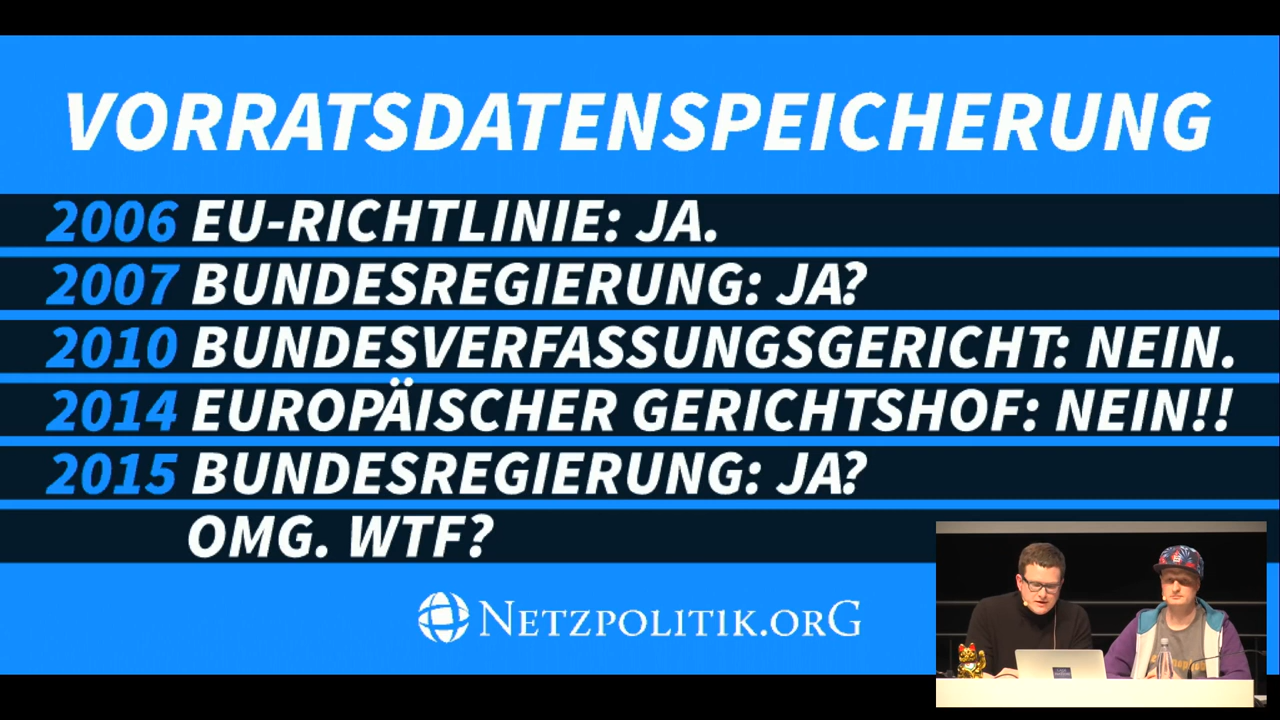 VORRATSDATENSPEICHERUNG
2006 EU-RICHTLINIE: JA.
2007 BUNDESREGIERUNG: JA?
2010 BUNDESVERFASSUNGSGERICHT: NEIN.
2014 EUROPÄISCHER GERICHTSHOF: NEIN!!
2015 BUNDESREGIERUNG: JA?
OMG. WTF?
NETZPOLITIK.ORG